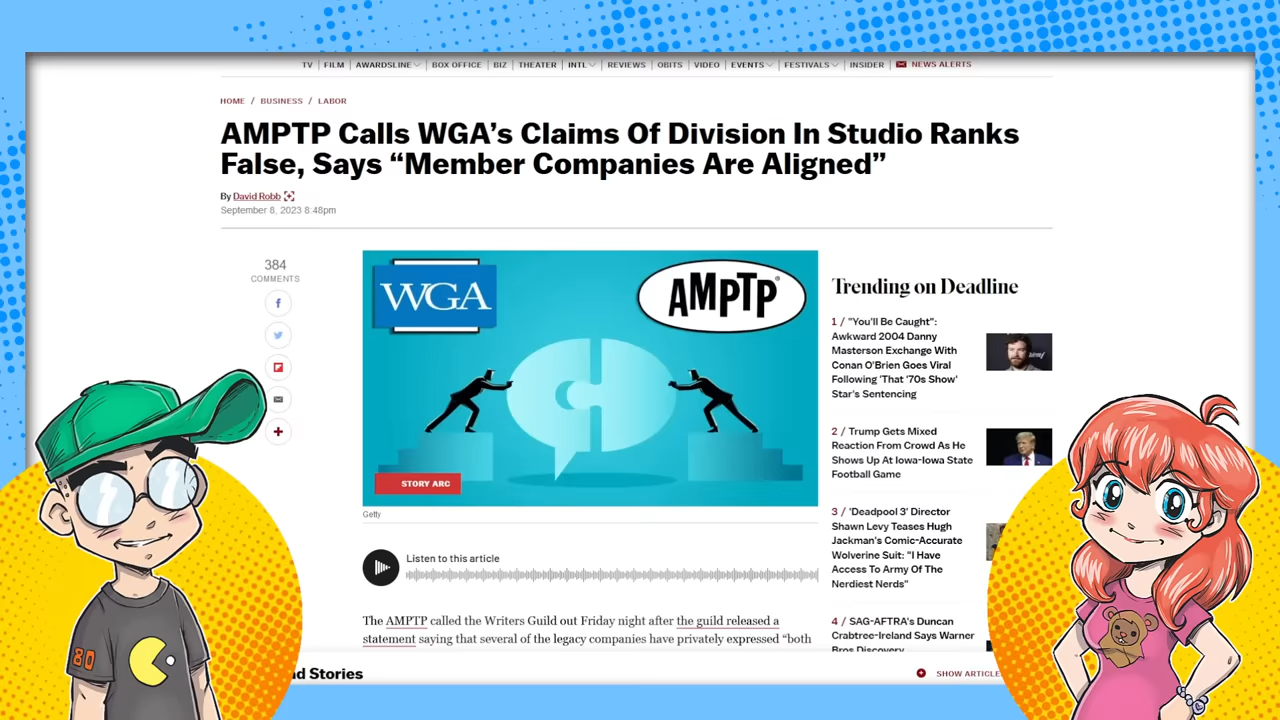 TV | FILM | AWARDSLINE | BOX OFFICE | BIZ | THEATER | INTL | REVIEWS | OBITS | VIDEO | EVENTS | FESTIVALS | INSIDER | NEWS ALERTS
HOME / BUSINESS / LABOR
AMPTP Calls WGA’s Claims Of Division In Studio Ranks
False, Says “Member Companies Are Aligned”
By David Robb
September 8, 2023 8:48pm
384
COMMENTS
WGA
AMPTP
STORY ARC
Getty
Listen to this article
The AMPTP called the Writers Guild out Friday night after the guild released a
statement saying that several of the legacy companies have privately expressed “both
Trending on Deadline
1 / "You'll Be Caught":
Awkward 2004 Danny
Masterson Exchange With
Conan O'Brien Goes Viral
Following 'That '70s Show'
Star's Sentencing
2 / Trump Gets Mixed
Reaction From Crowd As He
Shows Up At Iowa-Iowa State
Football Game
3 / 'Deadpool 3' Director
Shawn Levy Teases Hugh
Jackman's Comic-Accurate
Wolverine Suit: "I Have
Access To Army Of The
Nerdiest Nerds"
4 / SAG-AFTRA's Duncan
Crabtree-Ireland Says Warner
Bros Discovery
Stories
SHOW ARTICLE
80